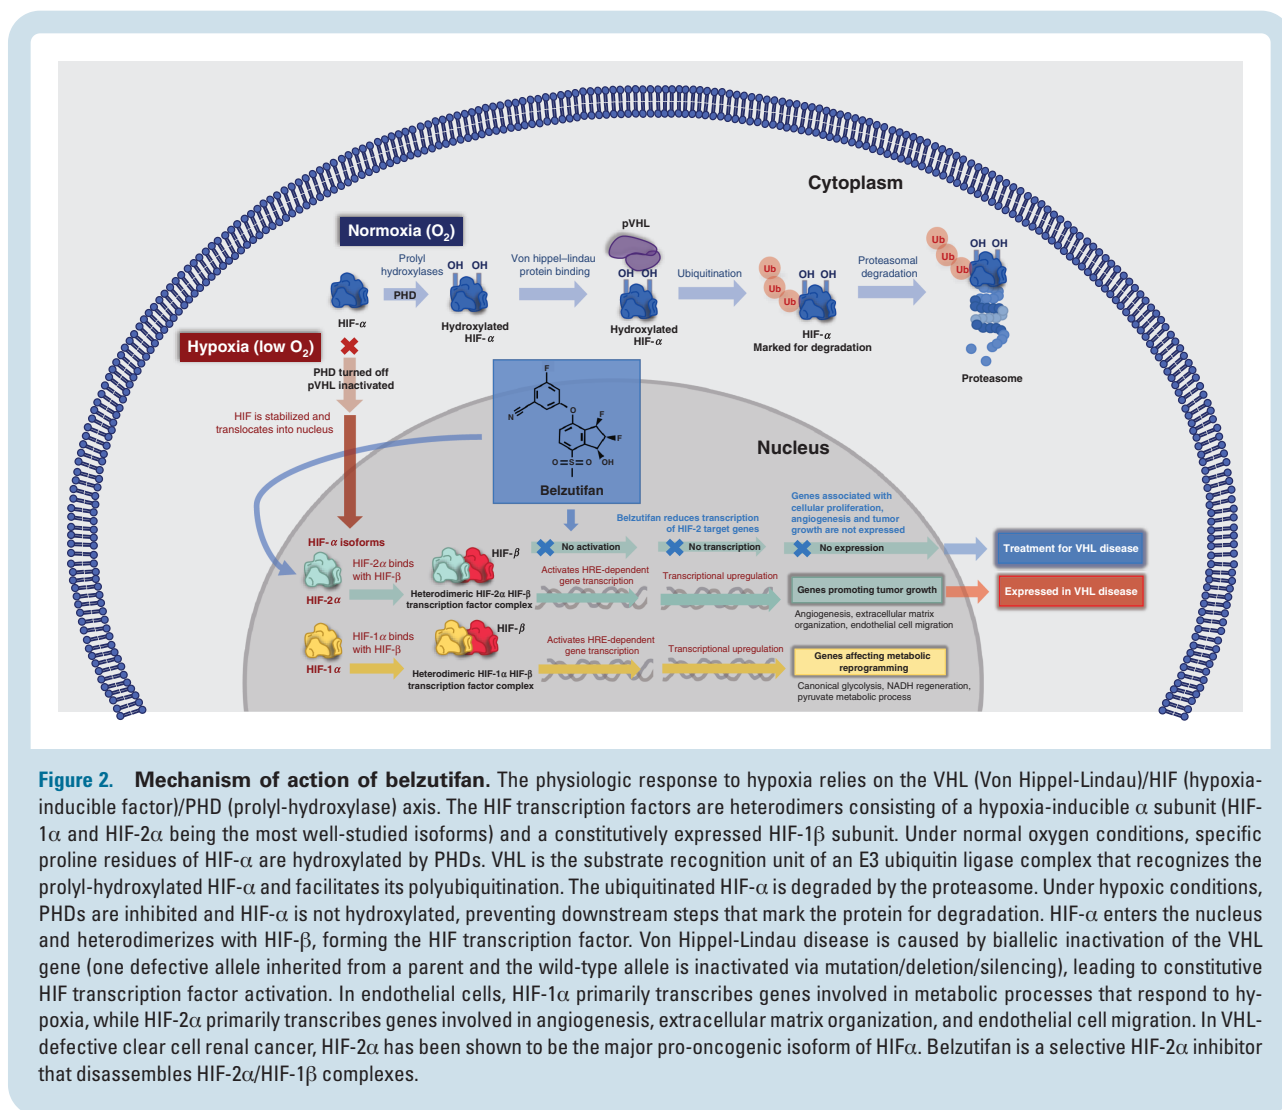 Cytoplasm
Normoxia (O₂)
Prolyl
hydroxylases
PHD
HIF-α
OH OH
Hydroxylated
HIF-α
Von hippel–lindau
protein binding
pVHL
OH OH
Hydroxylated
HIF-α
Ubiquitination
Ub
Ub
Ub
OH OH
HIF-α
Marked for degradation
Proteasomal
degradation
Ub
Ub
Ub
OH OH
Proteasome
Hypoxia (low O₂)
PHD turned off
pVHL inactivated
HIF is stabilized and
translocates into nucleus
F
N
O
F
F
O=S=O
OH
Belzutifan
Nucleus
HIF-α isoforms
HIF-2α
HIF-2α binds
with HIF-β
HIF-β
Heterodimeric HIF-2α HIF-β
transcription factor complex
No activation
Belzutifan reduces transcription
of HIF-2 target genes
No transcription
Genes associated with
cellular proliferation,
angiogenesis and tumor
growth are not expressed
No expression
Treatment for VHL disease
Activates HRE-dependent
gene transcription
Transcriptional upregulation
Genes promoting tumor growth
Expressed in VHL disease
Angiogenesis, extracellular matrix
organization, endothelial cell migration
HIF-1α
HIF-1α binds
with HIF-β
HIF-β
Heterodimeric HIF-1α HIF-β
transcription factor complex
Activates HRE-dependent
gene transcription
Transcriptional upregulation
Genes affecting metabolic
reprogramming
Canonical glycolysis, NADH regeneration,
pyruvate metabolic process
Figure 2. Mechanism of action of belzutifan. The physiologic response to hypoxia relies on the VHL (Von Hippel-Lindau)/HIF (hypoxia-
inducible factor)/PHD (prolyl-hydroxylase) axis. The HIF transcription factors are heterodimers consisting of a hypoxia-inducible α subunit (HIF-
1α and HIF-2α being the most well-studied isoforms) and a constitutively expressed HIF-1β subunit. Under normal oxygen conditions, specific
proline residues of HIF-α are hydroxylated by PHDs. VHL is the substrate recognition unit of an E3 ubiquitin ligase complex that recognizes the
prolyl-hydroxylated HIF-α and facilitates its polyubiquitination. The ubiquitinated HIF-α is degraded by the proteasome. Under hypoxic conditions,
PHDs are inhibited and HIF-α is not hydroxylated, preventing downstream steps that mark the protein for degradation. HIF-α enters the nucleus
and heterodimerizes with HIF-β, forming the HIF transcription factor. Von Hippel-Lindau disease is caused by biallelic inactivation of the VHL
gene (one defective allele inherited from a parent and the wild-type allele is inactivated via mutation/deletion/silencing), leading to constitutive
HIF transcription factor activation. In endothelial cells, HIF-1α primarily transcribes genes involved in metabolic processes that respond to hy-
poxia, while HIF-2α primarily transcribes genes involved in angiogenesis, extracellular matrix organization, and endothelial cell migration. In VHL-
defective clear cell renal cancer, HIF-2α has been shown to be the major pro-oncogenic isoform of HIFα. Belzutifan is a selective HIF-2α inhibitor
that disassembles HIF-2α/HIF-1β complexes.